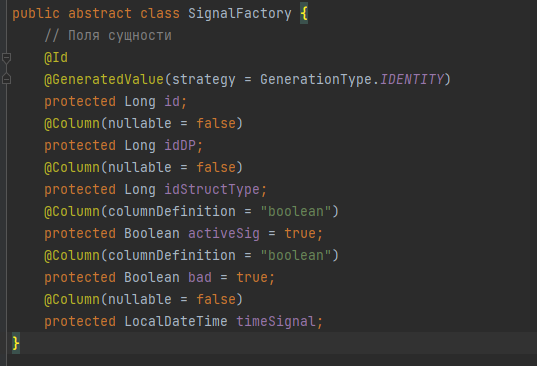 public abstract class SignalFactory {
// Поля сущности
@Id
@GeneratedValue(strategy = GenerationType.IDENTITY)
protected Long id;
@Column(nullable = false)
protected Long idDP;
@Column(nullable = false)
protected Long idStructType;
@Column(columnDefinition = "boolean")
protected Boolean activeSig = true;
@Column(columnDefinition = "boolean")
protected Boolean bad = true;
@Column(nullable = false)
protected LocalDateTime timeSignal;
}